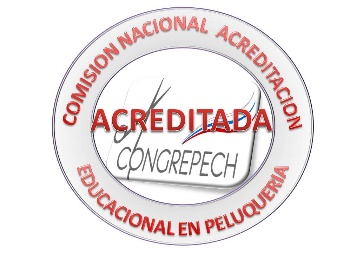 COMISION NACIONAL ACREDITACION
ACREDITADA
CONGREPECH
EDUCACIONAL EN PELUQUERIA